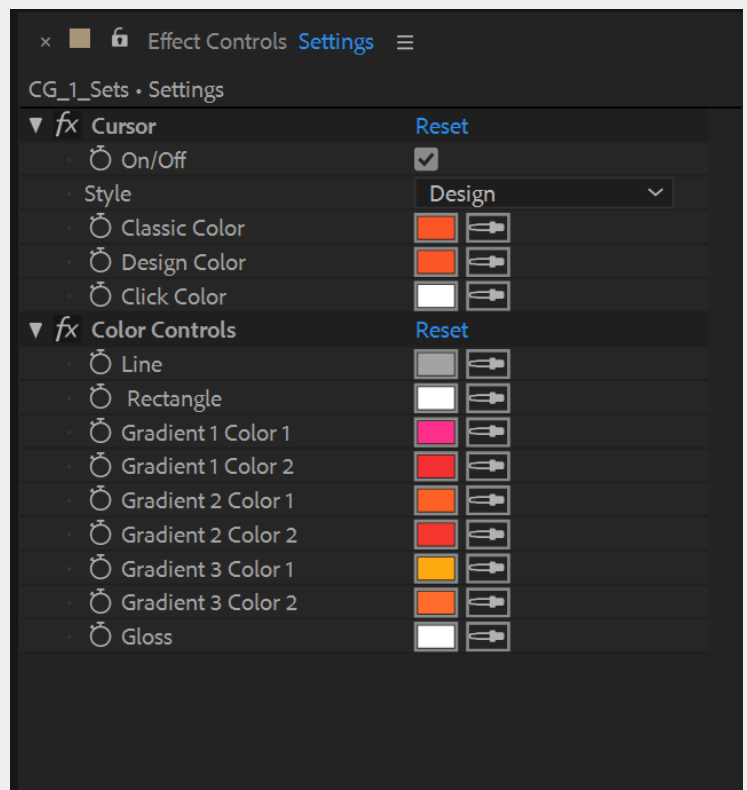 × Effect Controls Settings ≡
CG_1_Sets • Settings
fx Cursor Reset
On/Off
Style Design
Classic Color
Design Color
Click Color
fx Color Controls Reset
Line
Rectangle
Gradient 1 Color 1
Gradient 1 Color 2
Gradient 2 Color 1
Gradient 2 Color 2
Gradient 3 Color 1
Gradient 3 Color 2
Gloss